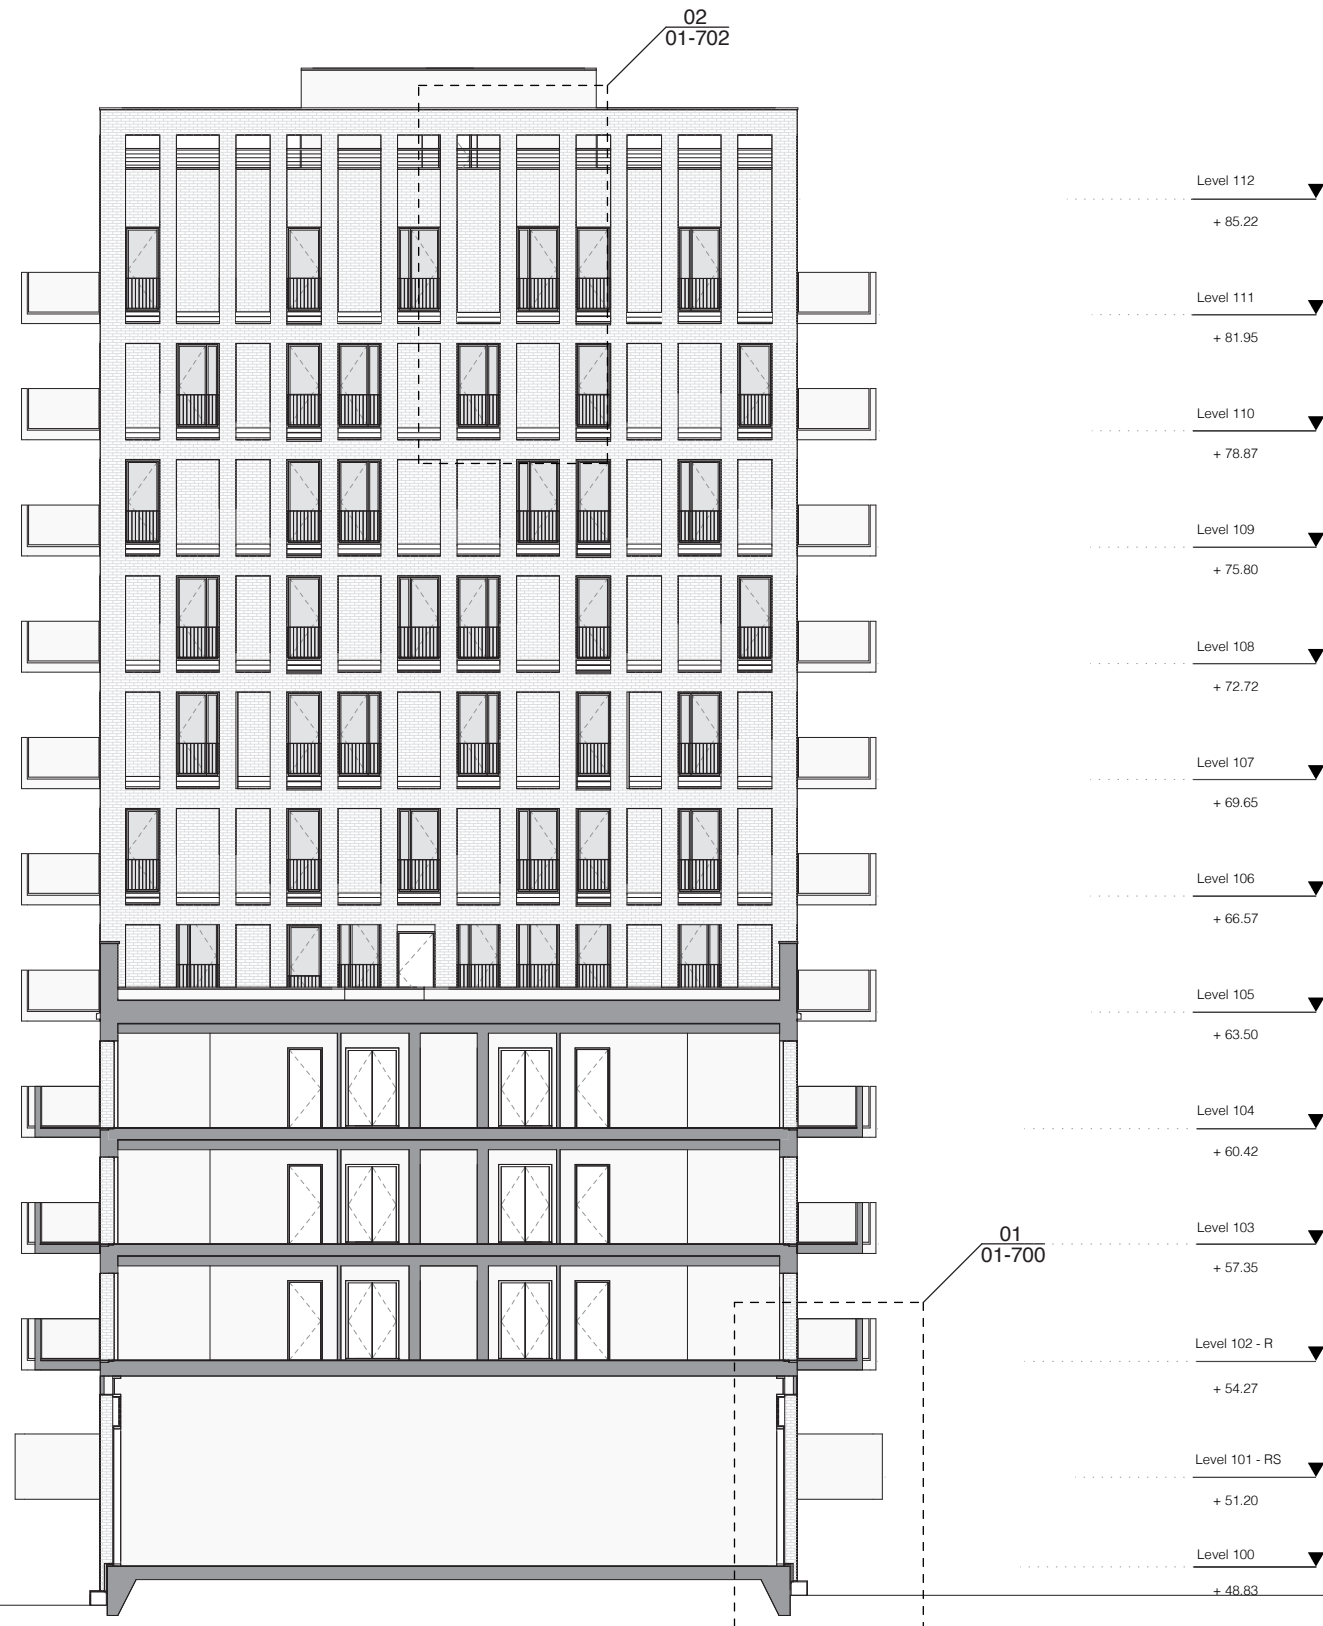 02
01-702
Level 112
+ 85.22
Level 111
+ 81.95
Level 110
+ 78.87
Level 109
+ 75.80
Level 108
+ 72.72
Level 107
+ 69.65
Level 106
+ 66.57
Level 105
+ 63.50
Level 104
+ 60.42
01
01-700
Level 103
+ 57.35
Level 102 - R
+ 54.27
Level 101 - RS
+ 51.20
Level 100
+ 48.83